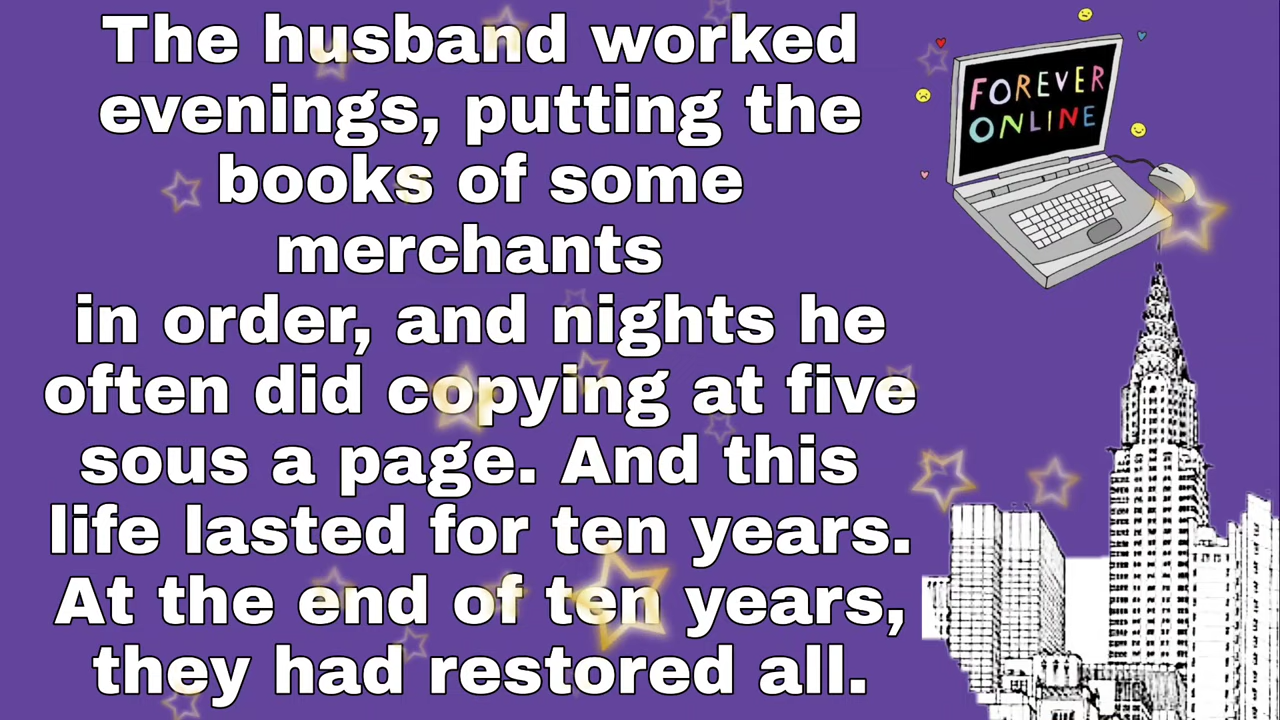 The husband worked
evenings, putting the
books of some
merchants
in order, and nights he
often did copying at five
sous a page. And this
life lasted for ten years.
At the end of ten years,
they had restored all.
FOREVER
ONLINE